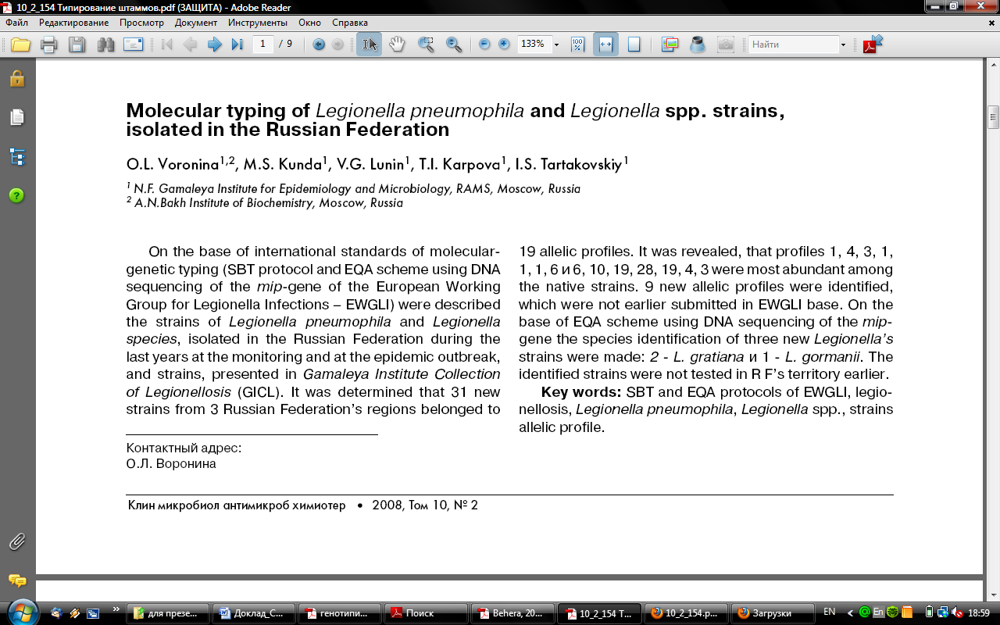 10_2_154 Типирование штаммов.pdf (ЗАЩИТА) - Adobe Reader
Файл Редактирование Просмотр Документ Инструменты Окно Справка
1 / 9 133% Найти
Molecular typing of Legionella pneumophila and Legionella spp. strains,
isolated in the Russian Federation
O.L. Voronina1,2, M.S. Kunda1, V.G. Lunin1, T.I. Karpova1, I.S. Tartakovskiy1
1 N.F. Gamaleya Institute for Epidemiology and Microbiology, RAMS, Moscow, Russia
2 A.N.Bakh Institute of Biochemistry, Moscow, Russia
On the base of international standards of molecular-
genetic typing (SBT protocol and EQA scheme using DNA
sequencing of the mip-gene of the European Working
Group for Legionella Infections – EWGLI) were described
the strains of Legionella pneumophila and Legionella
species, isolated in the Russian Federation during the
last years at the monitoring and at the epidemic outbreak,
and strains, presented in Gamaleya Institute Collection
of Legionellosis (GICL). It was determined that 31 new
strains from 3 Russian Federation's regions belonged to
19 allelic profiles. It was revealed, that profiles 1, 4, 3, 1,
1, 1, 6 и 6, 10, 19, 28, 19, 4, 3 were most abundant among
the native strains. 9 new allelic profiles were identified,
which were not earlier submitted in EWGLI base. On the
base of EQA scheme using DNA sequencing of the mip-
gene the species identification of three new Legionella's
strains were made: 2 - L. gratiana и 1 - L. gormanii. The
identified strains were not tested in R F's territory earlier.
Key words: SBT and EQA protocols of EWGLI, legio-
nellosis, Legionella pneumophila, Legionella spp., strains
allelic profile.
Контактный адрес:
О.Л. Воронина
Клин микробиол антимикроб химиотер • 2008, Том 10, № 2
для презе... Доклад_С... генотипи... Поиск Behera, 20... 10_2_154 Т... 10_2_154.p... Загрузки EN En 18:59